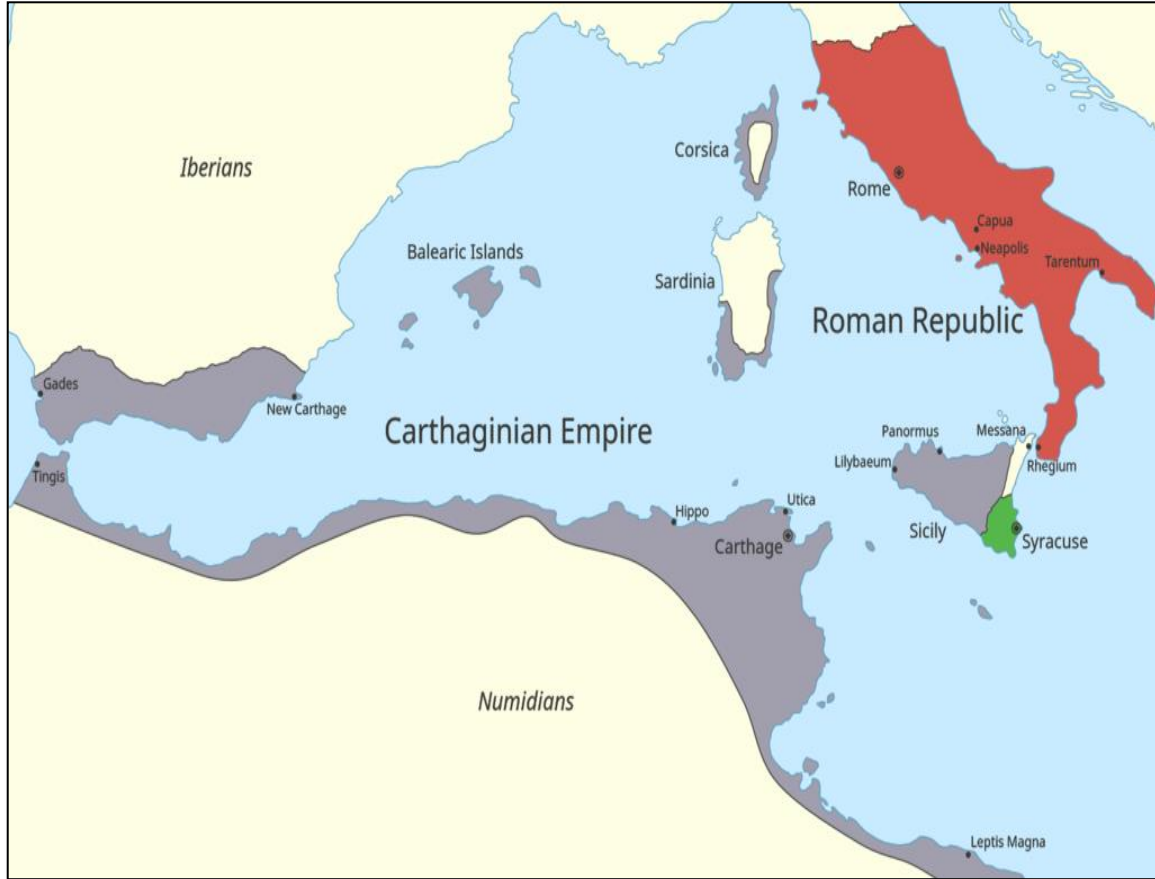 Iberians
Corsica
Rome
Capua
Neapolis
Balearic Islands
Tarentum
Sardinia
Roman Republic
Gades
New Carthage
Carthaginian Empire
Panormus
Messana
Lilybaeum
Rhegium
Tingis
Utica
Hippo
Sicily
Syracuse
Carthage
Numidians
Leptis Magna